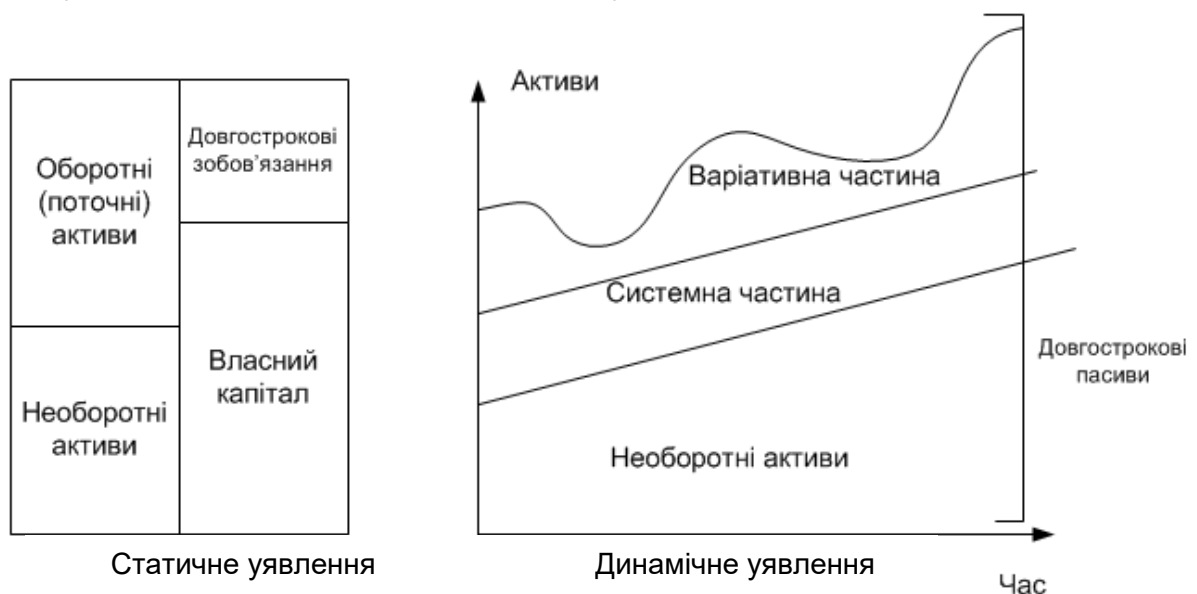 Оборотні
(поточні)
активи
Довгострокові
зобов’язання
Необоротні
активи
Власний
капітал
Статичне уявлення
Активи
Варіативна частина
Системна частина
Необоротні активи
Довгострокові
пасиви
Динамічне уявлення
Час